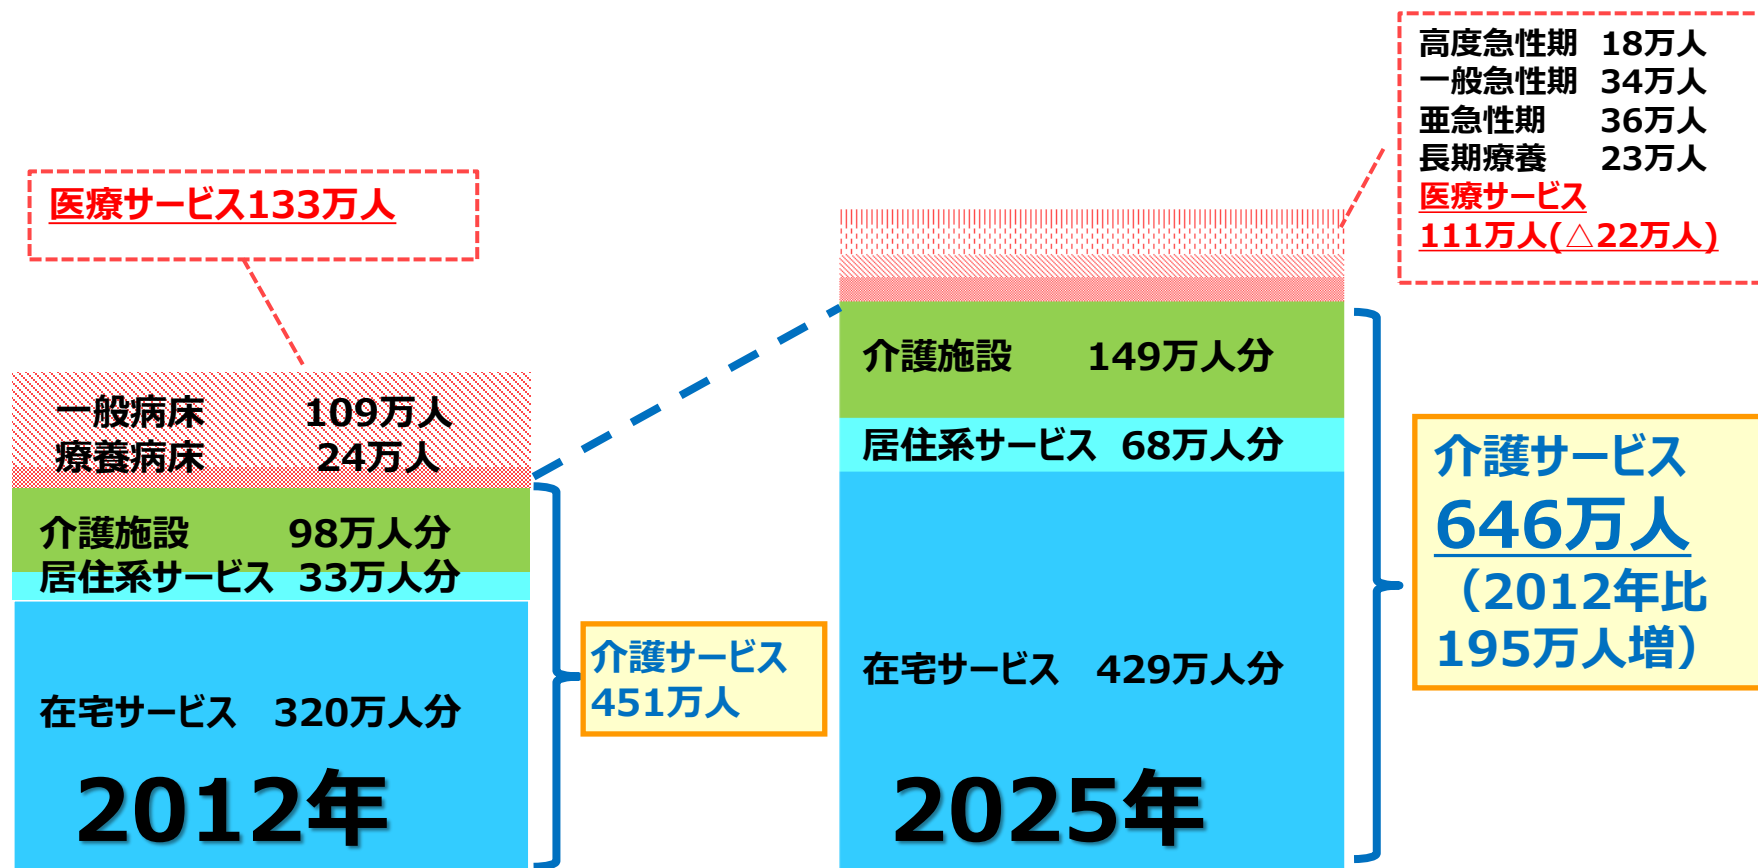 医療サービス133万人
一般病床 109万人
療養病床 24万人
介護施設 98万人分
居住系サービス 33万人分
在宅サービス 320万人分
2012年
介護サービス
451万人
高度急性期 18万人
一般急性期 34万人
亜急性期 36万人
長期療養 23万人
医療サービス
111万人(△22万人)
介護施設 149万人分
居住系サービス 68万人分
在宅サービス 429万人分
2025年
介護サービス
646万人
（2012年比
195万人増）